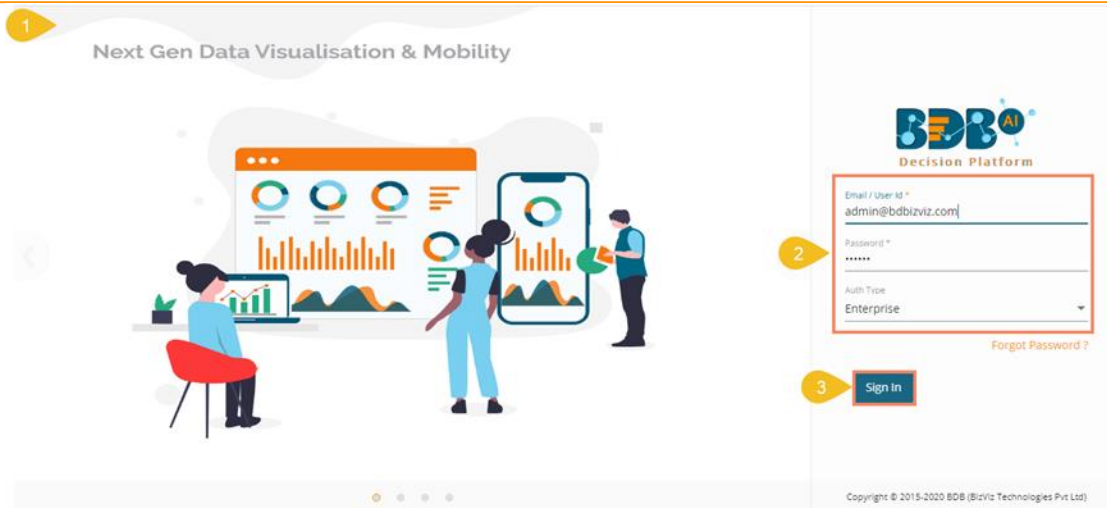 1
Next Gen Data Visualisation & Mobility
BDB AI
Decision Platform
Email / User Id *
admin@bdbizviz.com
2
Password *
••••••
Auth Type
Enterprise
Forgot Password ?
3
Sign In
Copyright © 2015-2020 BDB (BizViz Technologies Pvt Ltd)